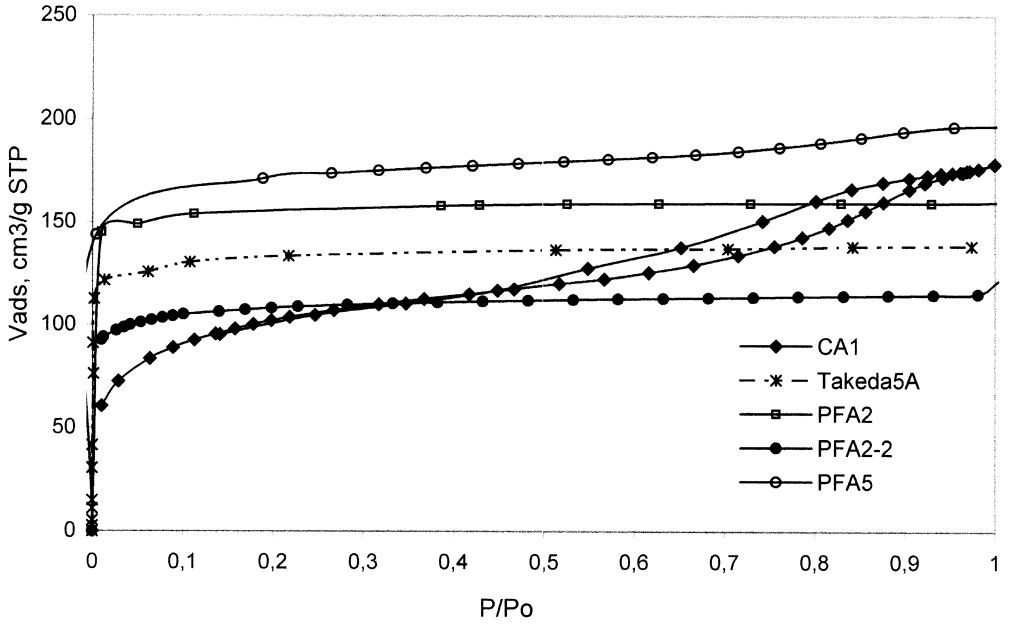 250
200
150
100
50
0
Vads, cm3/g STP
0 0,1 0,2 0,3 0,4 0,5 0,6 0,7 0,8 0,9 1
P/Po
CA1
Takeda5A
PFA2
PFA2-2
PFA5